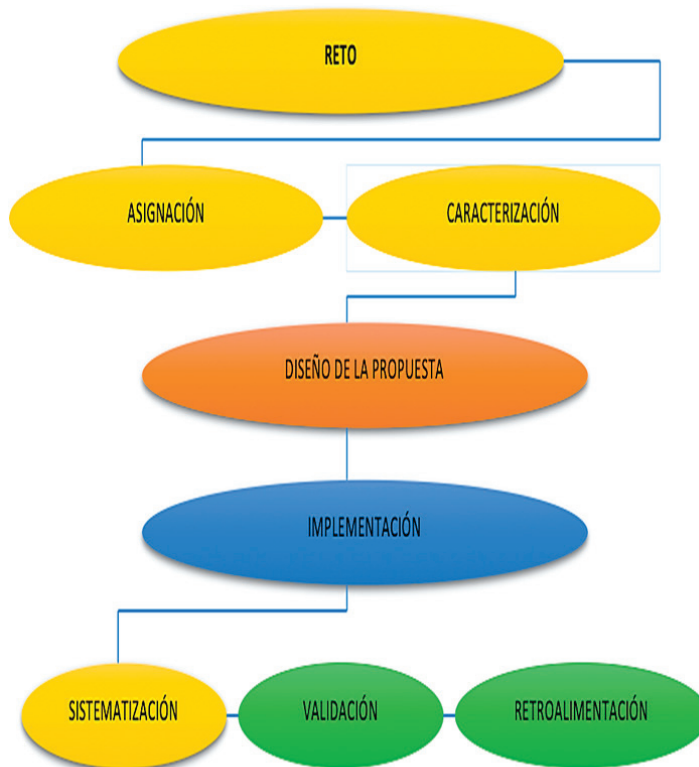 RETO
ASIGNACIÓN
CARACTERIZACIÓN
DISEÑO DE LA PROPUESTA
IMPLEMENTACIÓN
SISTEMATIZACIÓN
VALIDACIÓN
RETROALIMENTACIÓN